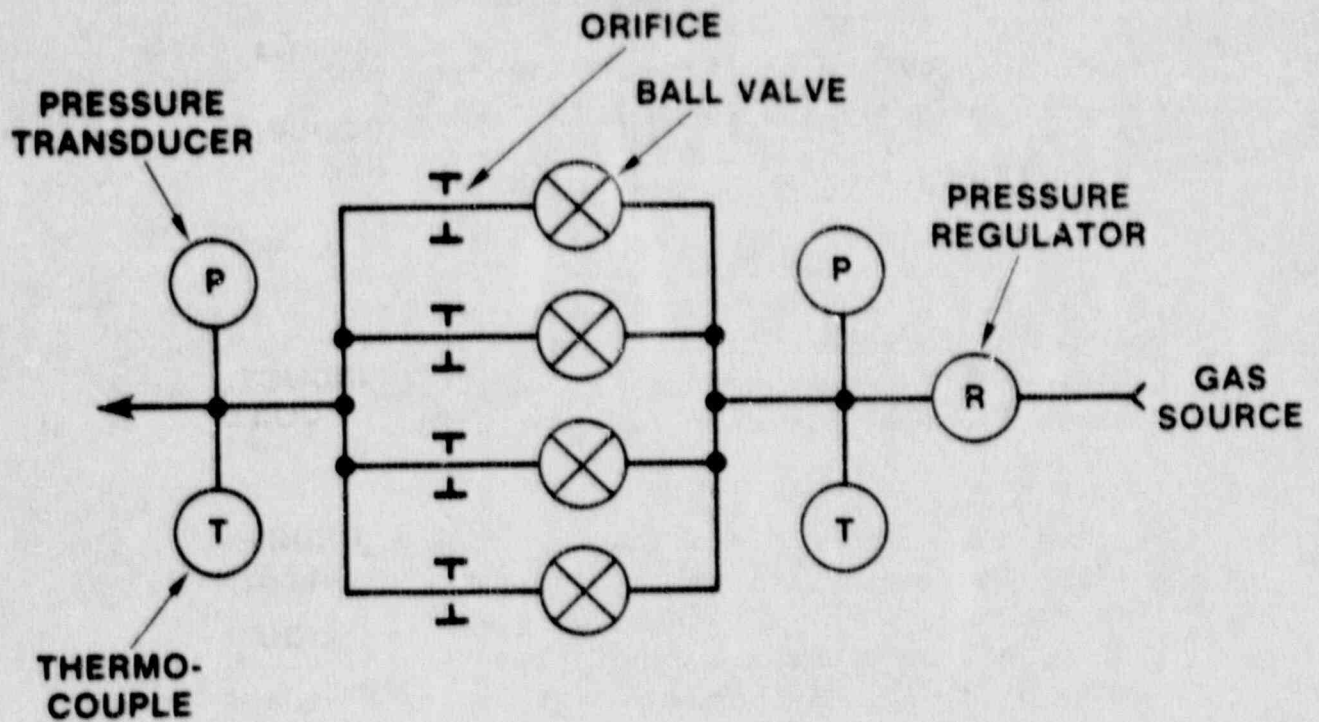 ORIFICE
BALL VALVE
PRESSURE
TRANSDUCER
PRESSURE
REGULATOR
P
P
R
GAS
SOURCE
T
T
THERMO-
COUPLE